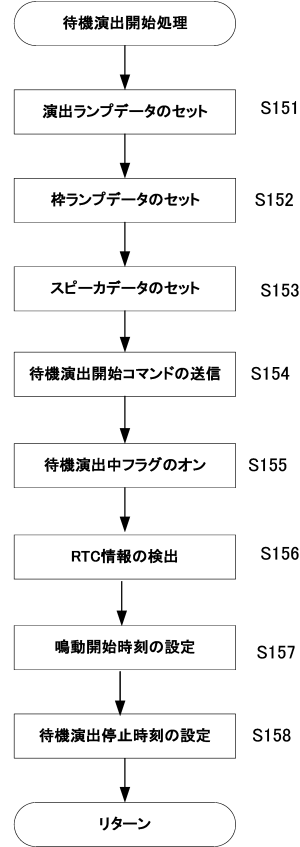 待機演出開始処理
演出ランプデータのセット
S151
枠ランプデータのセット
S152
スピーカデータのセット
S153
待機演出開始コマンドの送信
S154
待機演出中フラグのオン
S155
RTC情報の検出
S156
鳴動開始時刻の設定
S157
待機演出停止時刻の設定
S158
リターン